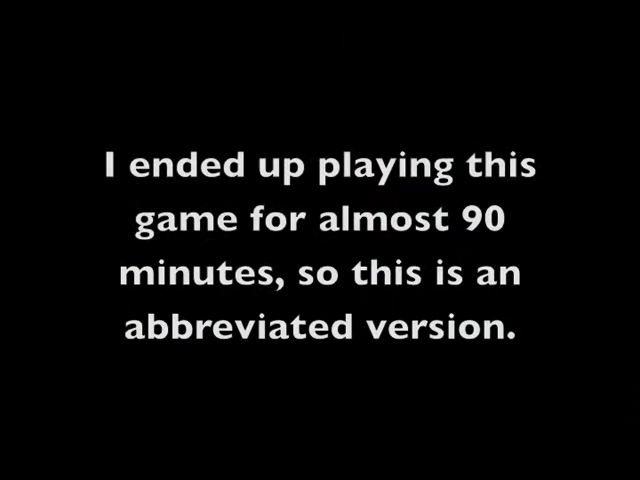 I ended up playing this
game for almost 90
minutes, so this is an
abbreviated version.